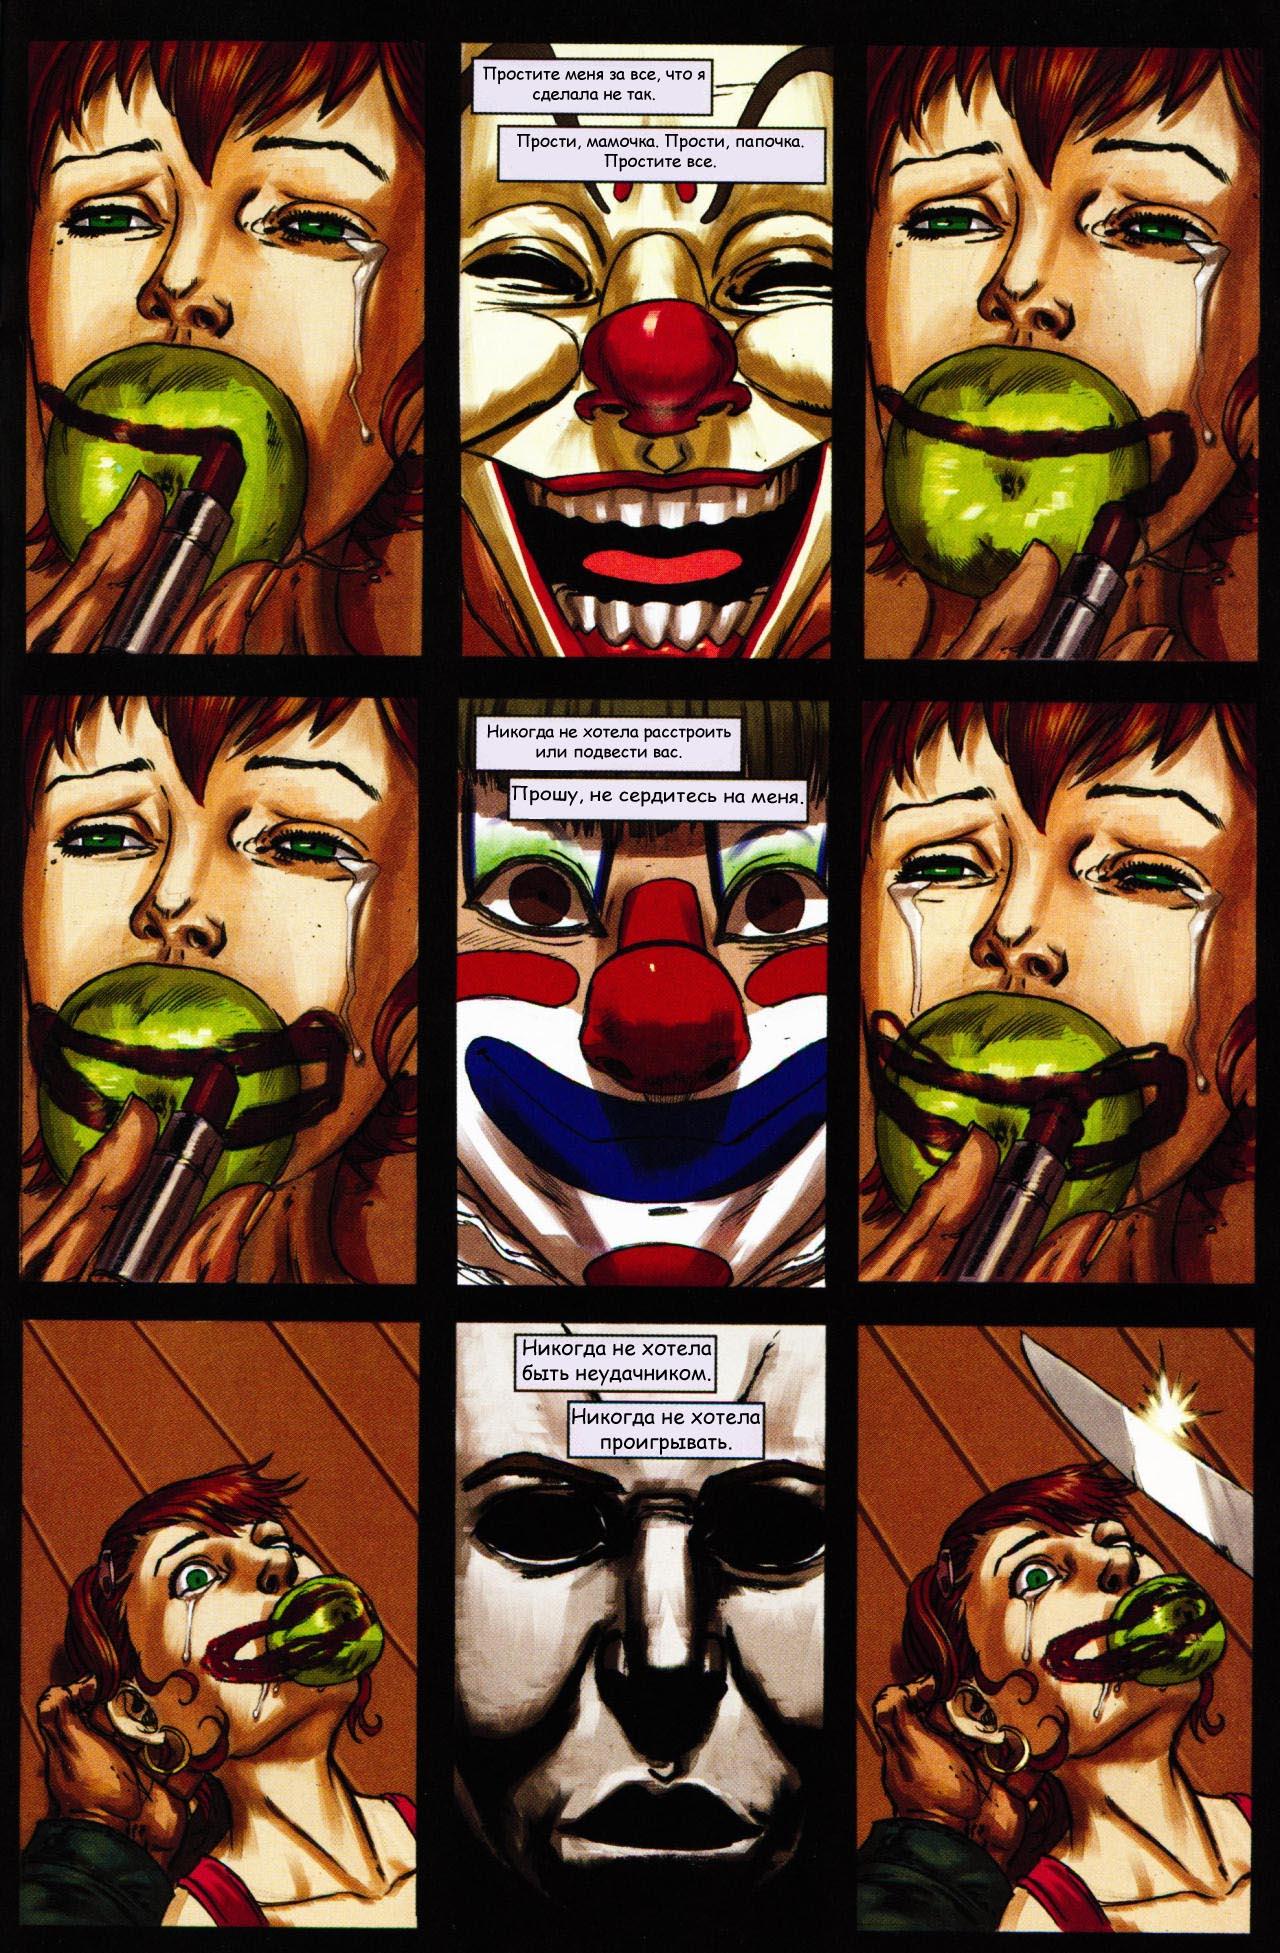 Простите меня за все, что я
сделала не так.
Прости, мамочка. Прости, папочка.
Простите все.
Никогда не хотела расстроить
или подвести вас.
Прошу, не сердитесь на меня.
Никогда не хотела
быть неудачником.
Никогда не хотела
проигрывать.